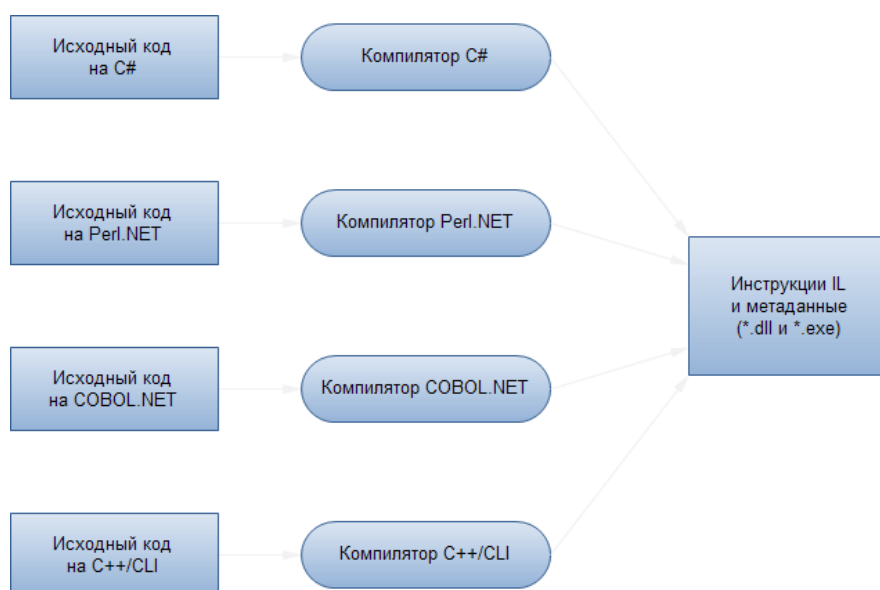 Исходный код
на C#
Компилятор C#
Исходный код
на Perl.NET
Компилятор Perl.NET
Инструкции IL
и метаданные
(*.dll и *.exe)
Исходный код
на COBOL.NET
Компилятор COBOL.NET
Исходный код
на C++/CLI
Компилятор C++/CLI